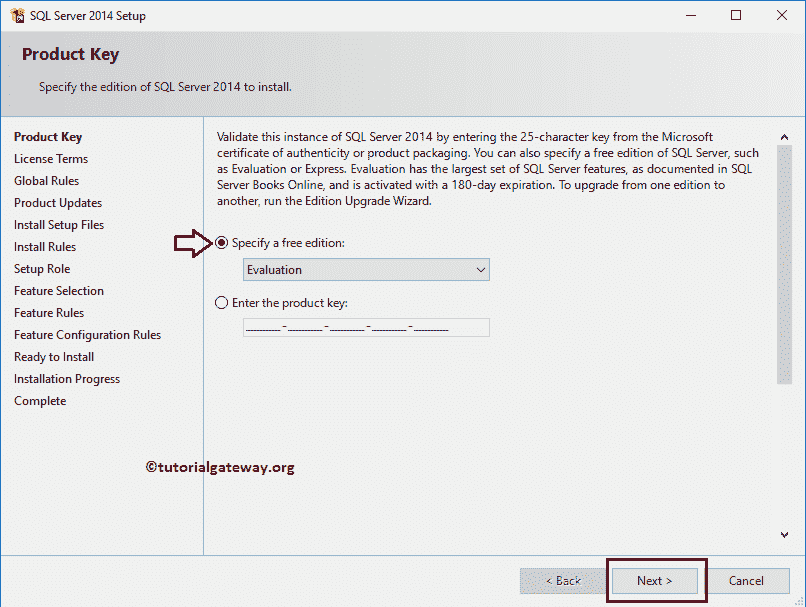 SQL Server 2014 Setup
Product Key
Specify the edition of SQL Server 2014 to install.
Product Key
License Terms
Global Rules
Product Updates
Install Setup Files
Install Rules
Setup Role
Feature Selection
Feature Rules
Feature Configuration Rules
Ready to Install
Installation Progress
Complete
Validate this instance of SQL Server 2014 by entering the 25-character key from the Microsoft
certificate of authenticity or product packaging. You can also specify a free edition of SQL Server, such
as Evaluation or Express. Evaluation has the largest set of SQL Server features, as documented in SQL
Server Books Online, and is activated with a 180-day expiration. To upgrade from one edition to
another, run the Edition Upgrade Wizard.
Specify a free edition:
Evaluation
Enter the product key:
©tutorialgateway.org
< Back
Next >
Cancel